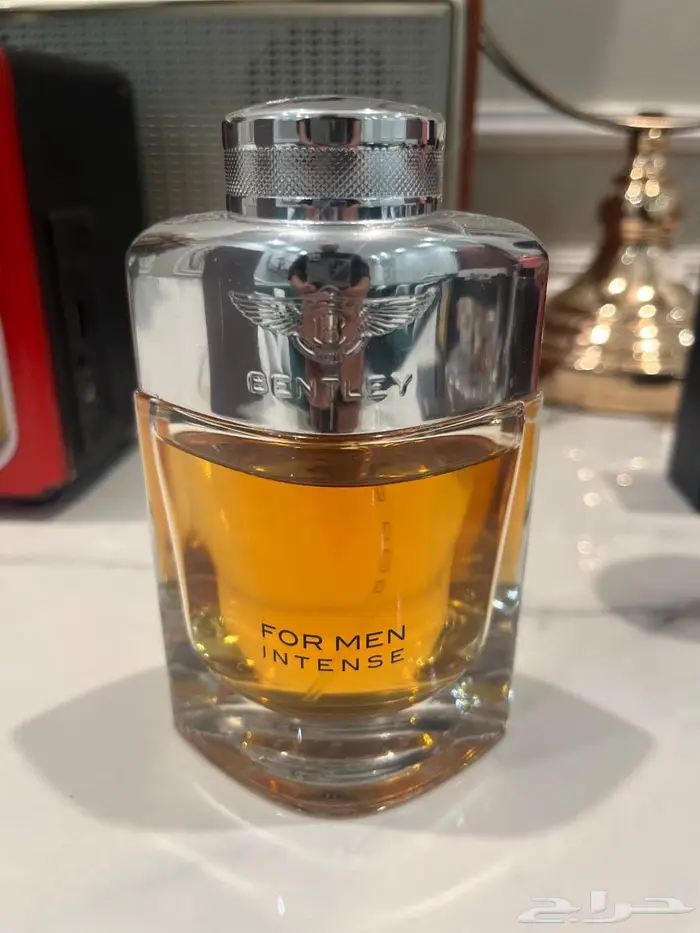 B
BENTLEY
FOR MEN
INTENSE
حراج